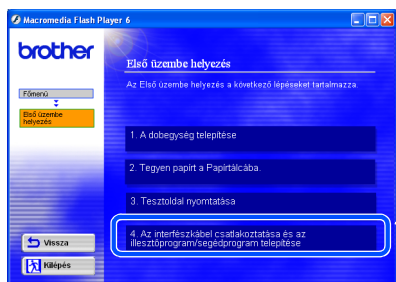 Macromedia Flash Player 6
brother
Főmenü
Első üzembe
helyezés
Vissza
Kilépés
Első üzembe helyezés
Az Első üzembe helyezés a következő lépéseket tartalmazza.
1. A dobegység telepítése
2. Tegyen papírt a Papírtálcába.
3. Tesztoldal nyomtatása
4. Az interfészkábel csatlakoztatása és az
illesztőprogram/segédprogram telepítése